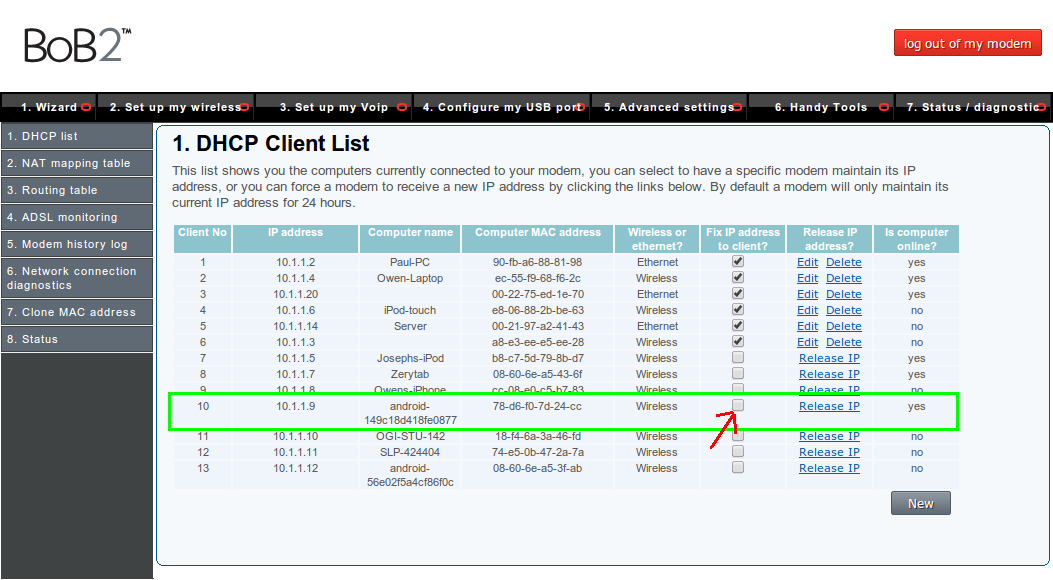 BoB2™
log out of my modem
1. Wizard 2. Set up my wireless 3. Set up my Voip 4. Configure my USB port 5. Advanced settings 6. Handy Tools 7. Status / diagnostic
1. DHCP list
2. NAT mapping table
3. Routing table
4. ADSL monitoring
5. Modem history log
6. Network connection
diagnostics
7. Clone MAC address
8. Status
1. DHCP Client List
This list shows you the computers currently connected to your modem, you can select to have a specific modem maintain its IP
address, or you can force a modem to receive a new IP address by clicking the links below. By default a modem will only maintain its
current IP address for 24 hours.
Client No IP address Computer name Computer MAC address Wireless or Fix IP address Release IP Is computer
ethernet? to client? address? online?
1 10.1.1.2 Paul-PC 90-fb-a6-88-81-98 Ethernet Edit Delete yes
2 10.1.1.4 Owen-Laptop ec-55-f9-68-f6-2c Wireless Edit Delete yes
3 10.1.1.20 00-22-75-ed-1e-70 Ethernet Edit Delete yes
4 10.1.1.6 iPod-touch e8-06-88-2b-be-63 Wireless Edit Delete no
5 10.1.1.14 Server 00-21-97-a2-41-43 Ethernet Edit Delete no
6 10.1.1.3 a8-e3-ee-e5-ee-28 Wireless Edit Delete no
7 10.1.1.5 Josephs-iPod b8-c7-5d-79-8b-d7 Wireless Release IP yes
8 10.1.1.7 Zerytab 08-60-6e-a5-43-6f Wireless Release IP yes
9 10.1.1.8 Owens-iPhone cc-08-e0-c5-b7-83 Wireless Release IP no
10 10.1.1.9 android- 78-d6-f0-7d-24-cc Wireless Release IP yes
149c18d418fe0877
11 10.1.1.10 OGI-STU-142 18-f4-6a-3a-46-fd Wireless Release IP no
12 10.1.1.11 SLP-424404 74-e5-0b-47-2a-7a Wireless Release IP no
13 10.1.1.12 android- 08-60-6e-a5-3f-ab Wireless Release IP no
56e02f5a4cf86f0c
New